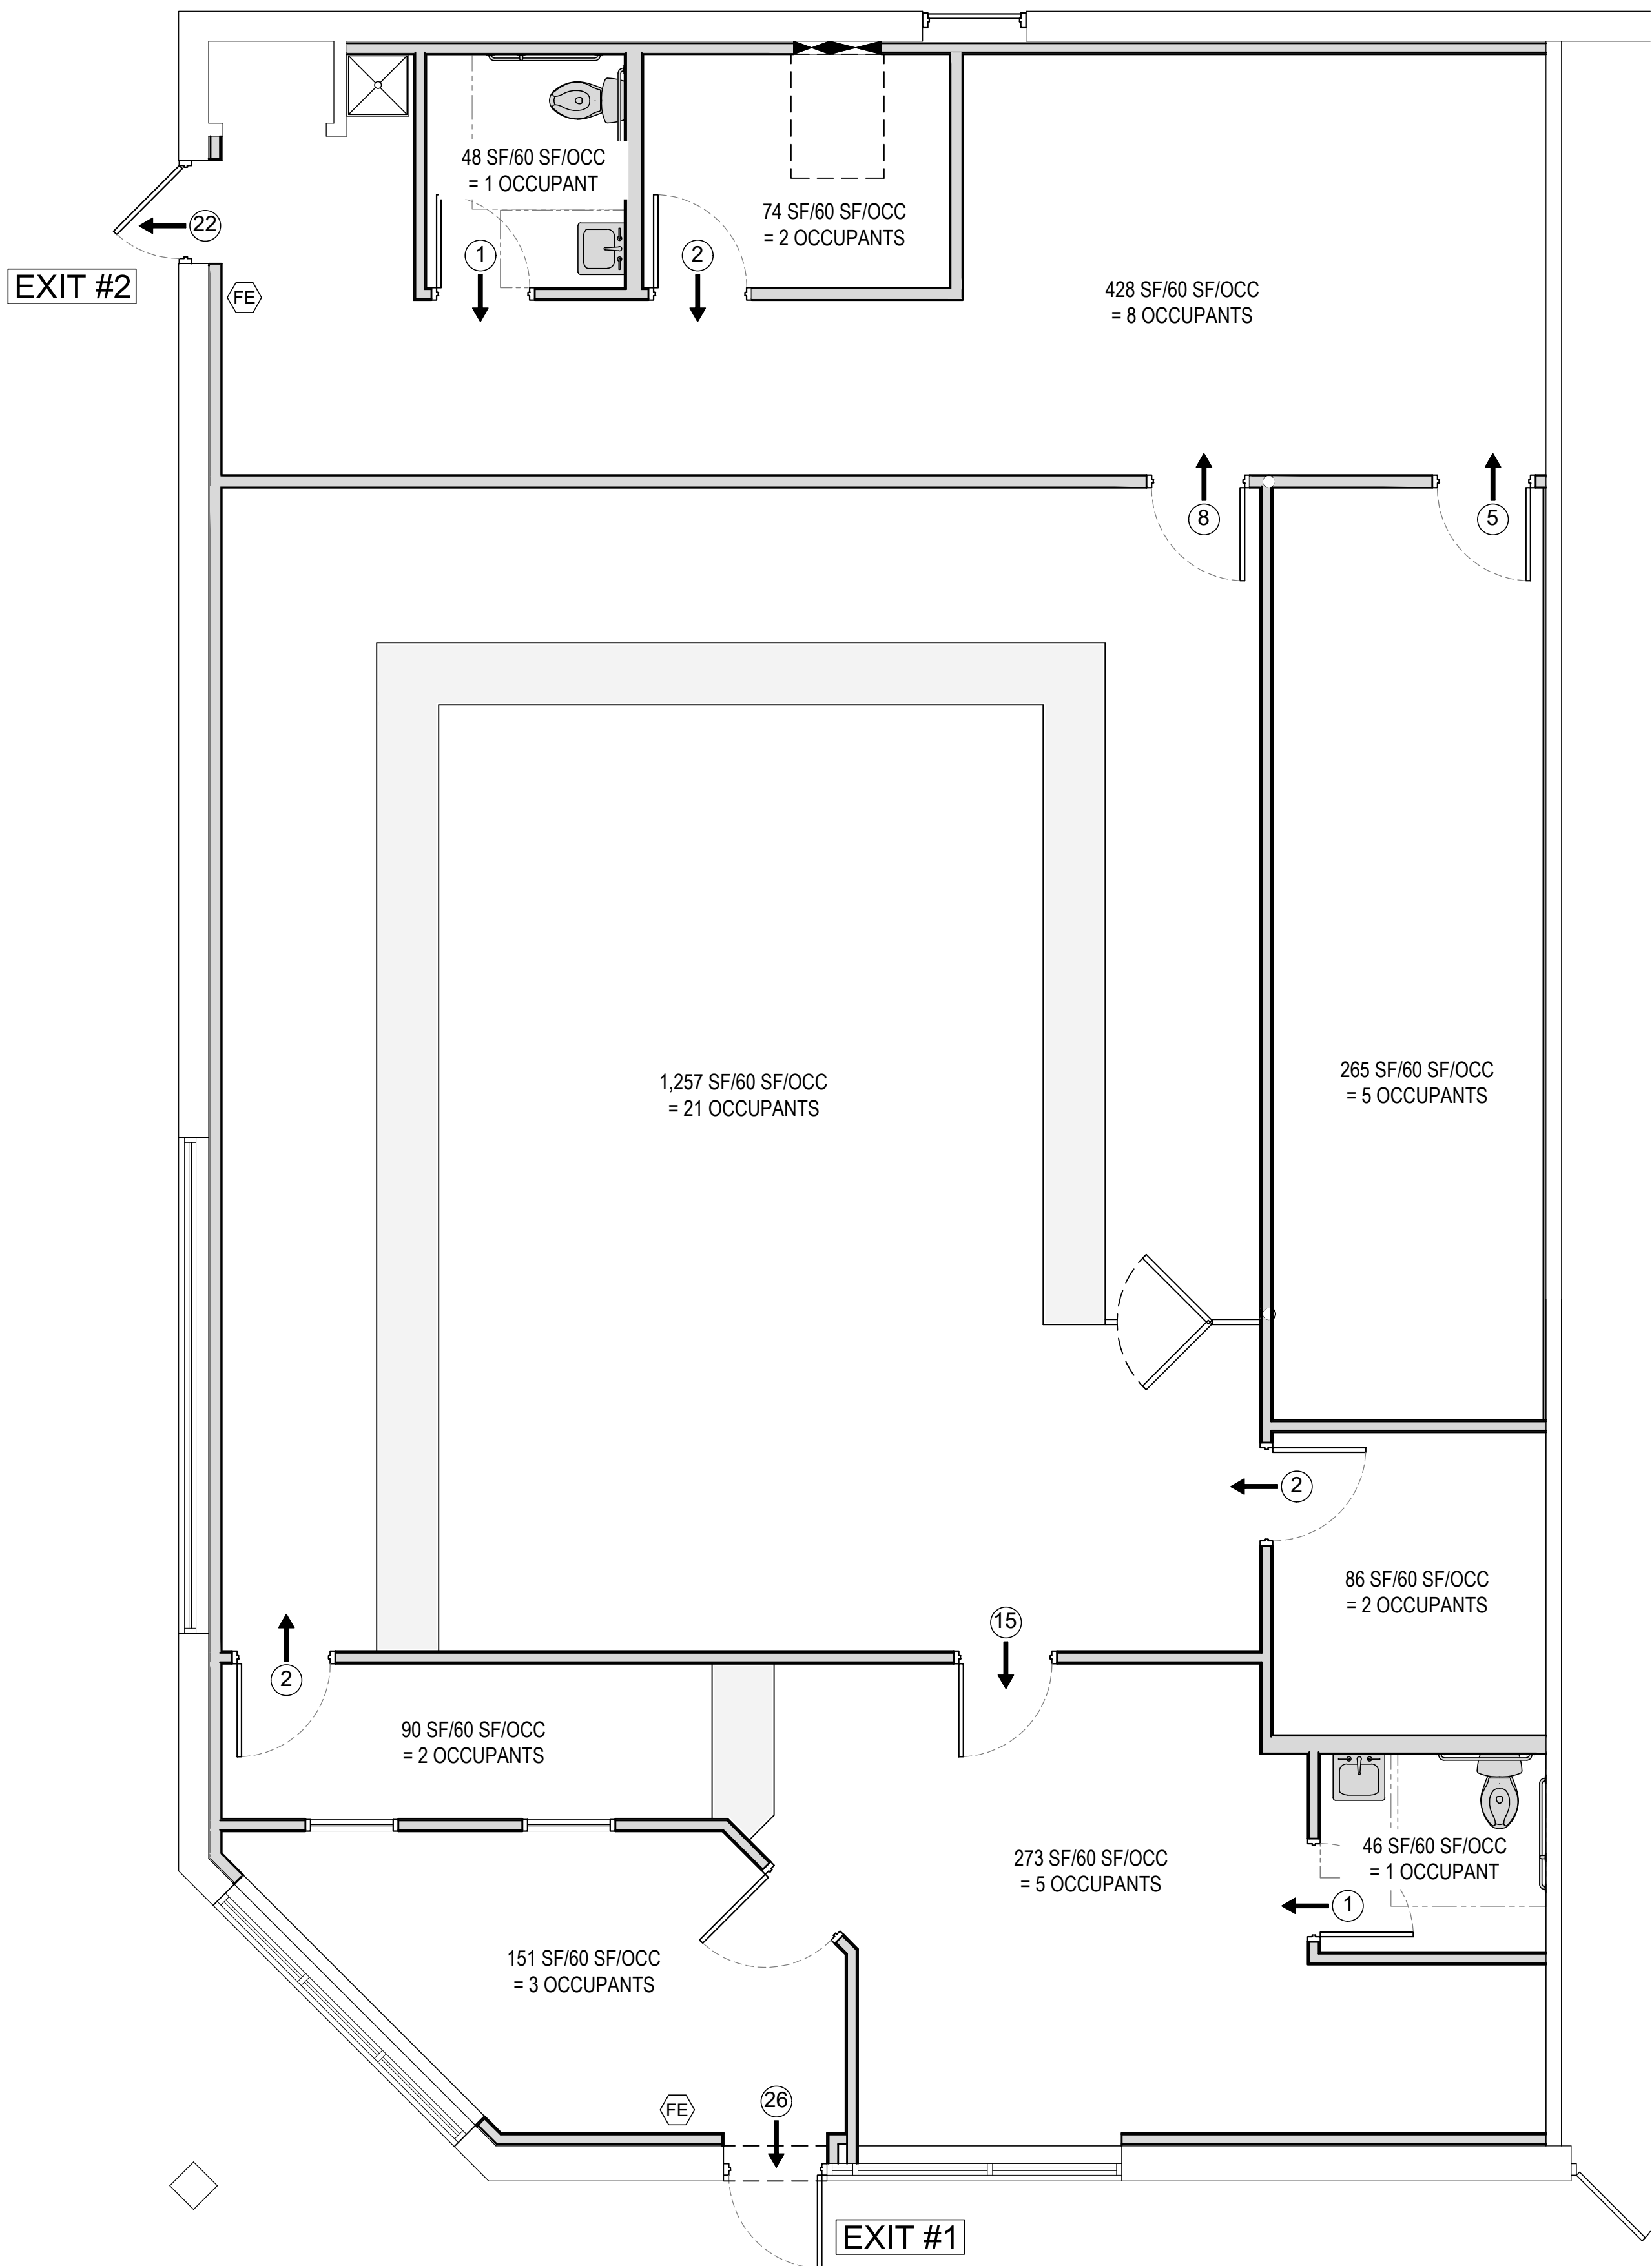 48 SF/60 SF/OCC
= 1 OCCUPANT
74 SF/60 SF/OCC
= 2 OCCUPANTS
22
1
2
EXIT #2
FE
428 SF/60 SF/OCC
= 8 OCCUPANTS
8
5
1,257 SF/60 SF/OCC
= 21 OCCUPANTS
265 SF/60 SF/OCC
= 5 OCCUPANTS
2
86 SF/60 SF/OCC
= 2 OCCUPANTS
15
2
90 SF/60 SF/OCC
= 2 OCCUPANTS
273 SF/60 SF/OCC
= 5 OCCUPANTS
46 SF/60 SF/OCC
= 1 OCCUPANT
1
151 SF/60 SF/OCC
= 3 OCCUPANTS
FE
26
EXIT #1